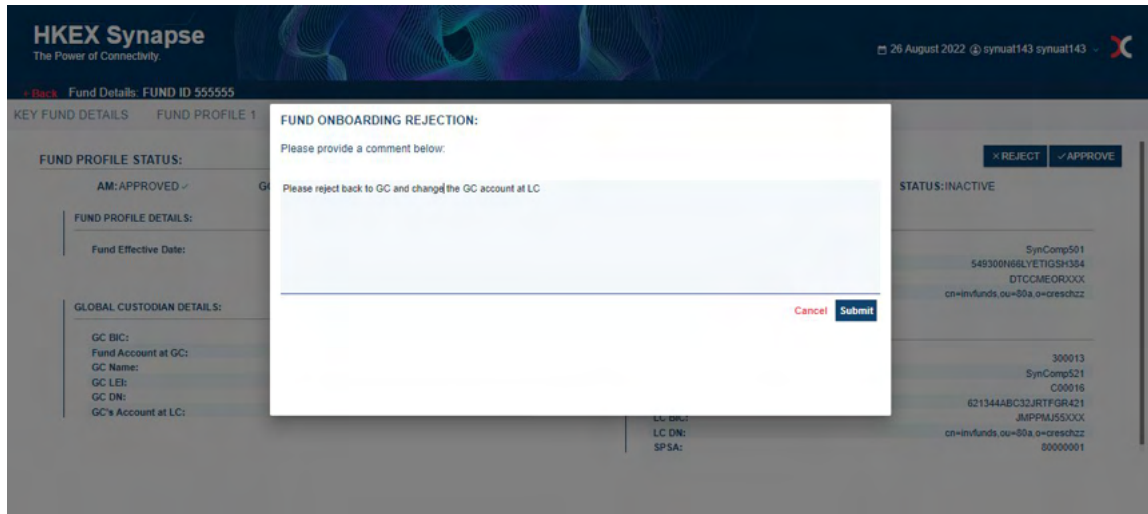 HKEX Synapse
The Power of Connectivity.
26 August 2022 synuat143 synuat143
Back Fund Details: FUND ID 555555
KEY FUND DETAILS FUND PROFILE 1
FUND ONBOARDING REJECTION:
Please provide a comment below:
Please reject back to GC and change the GC account at LC
Cancel Submit
FUND PROFILE STATUS:
×REJECT ✓APPROVE
AM:APPROVED ✓
STATUS:INACTIVE
FUND PROFILE DETAILS:
Fund Effective Date:
SynComp501
549300N66LYETIGSH384
DTCCMEORXXX
cn=invfunds,ou=80a,o=creschzz
GLOBAL CUSTODIAN DETAILS:
GC BIC:
Fund Account at GC:
GC Name:
GC LEI:
GC DN:
GC's Account at LC:
300013
SynComp521
C00016
621344ABC32JRTFGR421
LC BIC: JMPPMJ55XXX
LC DN: cn=invfunds,ou=80a,o=creschzz
SPSA: 80000001